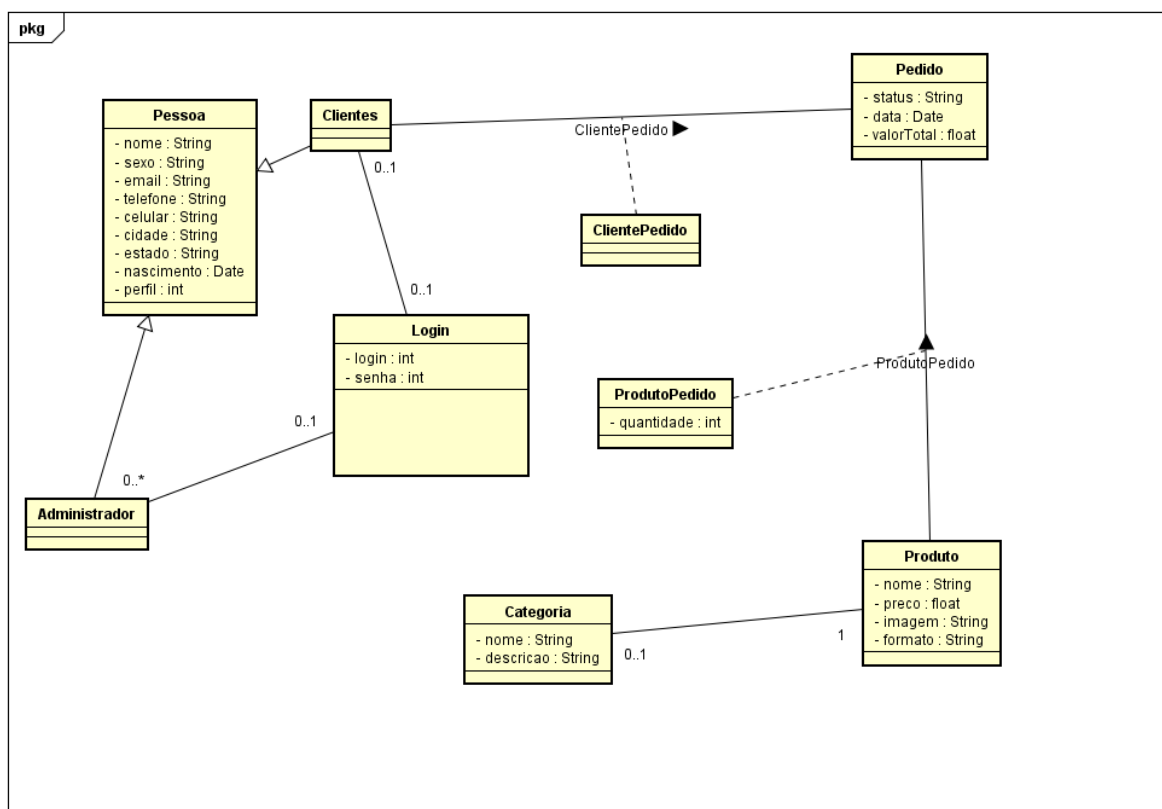 pkg
Pessoa
- nome : String
- sexo : String
- email : String
- telefone : String
- celular : String
- cidade : String
- estado : String
- nascimento : Date
- perfil : int
Clientes
0..1
ClientePedido
Pedido
- status : String
- data : Date
- valorTotal : float
ClientePedido
0..1
Login
- login : int
- senha : int
0..1
0..*
Administrador
ProdutoPedido
ProdutoPedido
- quantidade : int
Categoria
- nome : String
- descricao : String
0..1
1
Produto
- nome : String
- preco : float
- imagem : String
- formato : String